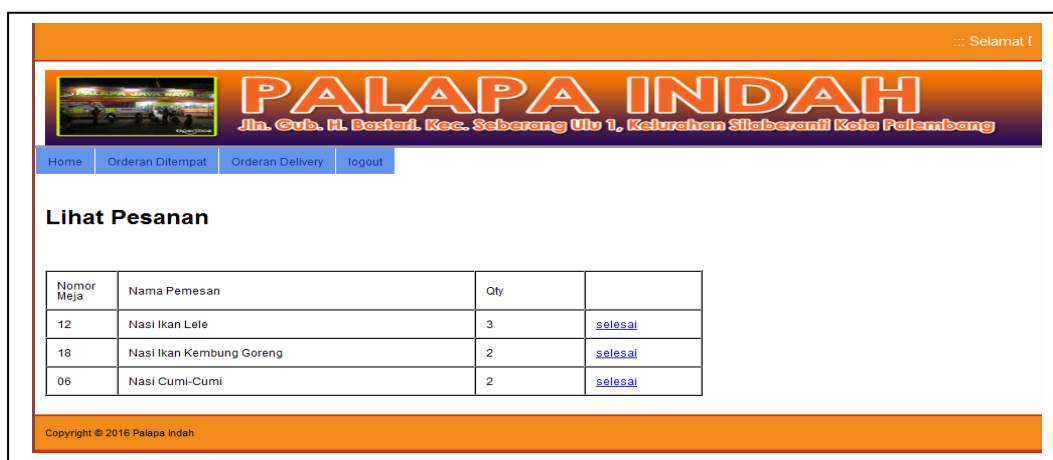 ::: Selamat
PALAPA INDAH
Jln. Gub. H. Bastari. Kec. Seberang Ulu 1, Kelurahan Silaberanti Kota Palembang
Home Orderan Ditempat Orderan Delivery logout
Lihat Pesanan
Nomor Meja Nama Pemesan Qty
12 Nasi Ikan Lele 3 selesai
18 Nasi Ikan Kembung Goreng 2 selesai
06 Nasi Cumi-Cumi 2 selesai
Copyright © 2016 Palapa Indah